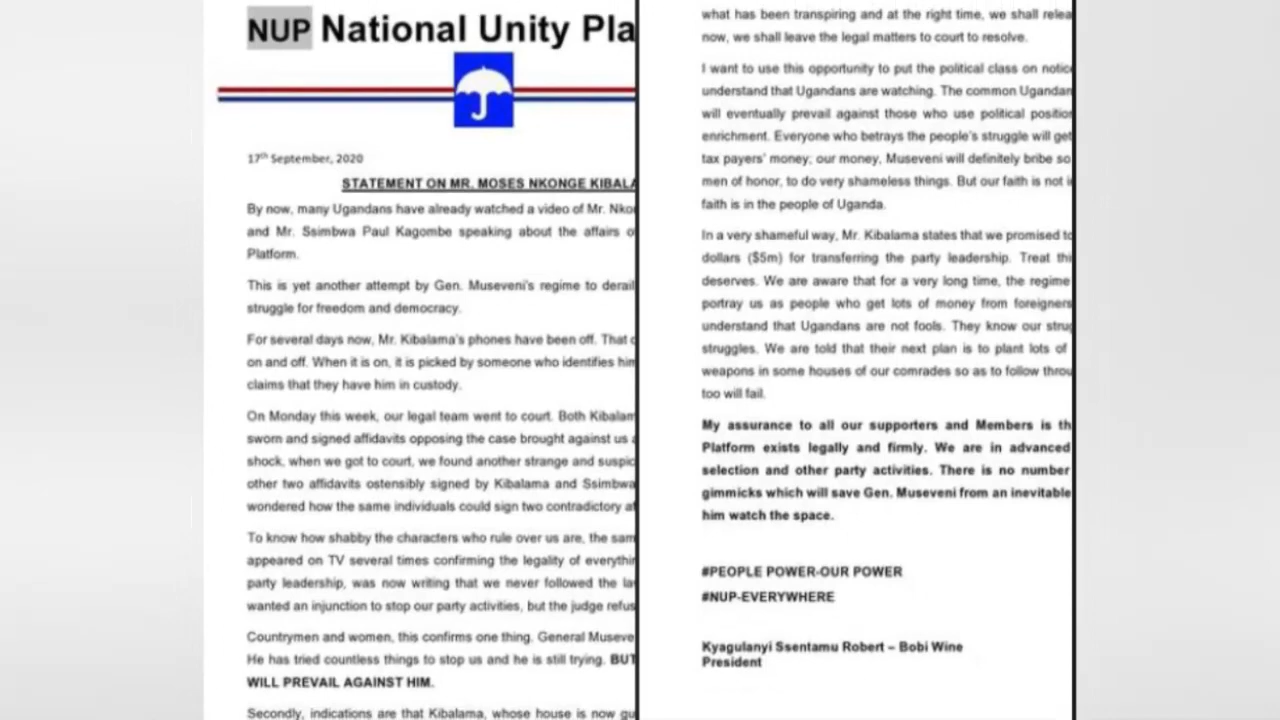 NUP National Unity Pla
17th September, 2020
STATEMENT ON MR. MOSES NKONGE KIBALA
By now, many Ugandans have already watched a video of Mr. Nko
and Mr. Ssimbwa Paul Kagombe speaking about the affairs o
Platform.
This is yet another attempt by Gen. Museveni's regime to derail
struggle for freedom and democracy.
For several days now, Mr. Kibalama's phones have been off. That
on and off. When it is on, it is picked by someone who identifies him
claims that they have him in custody.
On Monday this week, our legal team went to court. Both Kibalam
sworn and signed affidavits opposing the case brought against us
shock, when we got to court, we found another strange and suspic
other two affidavits ostensibly signed by Kibalama and Ssimbwa
wondered how the same individuals could sign two contradictory
To know how shabby the characters who rule over us are, the sam
appeared on TV several times confirming the legality of everythin
party leadership, was now writing that we never followed the la
wanted an injunction to stop our party activities, but the judge refus
Countrymen and women, this confirms one thing. General Museve
He has tried countless things to stop us and he is still trying. BUT
WILL PREVAIL AGAINST HIM.
Secondly, indications are that Kibalama, whose house is now gu
what has been transpiring and at the right time, we shall relea
now, we shall leave the legal matters to court to resolve.
I want to use this opportunity to put the political class on notic
understand that Ugandans are watching. The common Ugandan
will eventually prevail against those who use political position
enrichment. Everyone who betrays the people's struggle will get
tax payers' money; our money, Museveni will definitely bribe so
men of honor, to do very shameless things. But our faith is not i
faith is in the people of Uganda.
In a very shameful way, Mr. Kibalama states that we promised to
dollars ($5m) for transferring the party leadership. Treat thi
deserves. We are aware that for a very long time, the regime
portray us as people who get lots of money from foreigners
understand that Ugandans are not fools. They know our strug
struggles. We are told that their next plan is to plant lots of
weapons in some houses of our comrades so as to follow throu
too will fail.
My assurance to all our supporters and Members is th
Platform exists legally and firmly. We are in advanced
selection and other party activities. There is no number
gimmicks which will save Gen. Museveni from an inevitable
him watch the space.
#PEOPLE POWER-OUR POWER
#NUP-EVERYWHERE
Kyagulanyi Ssentamu Robert – Bobi Wine
President